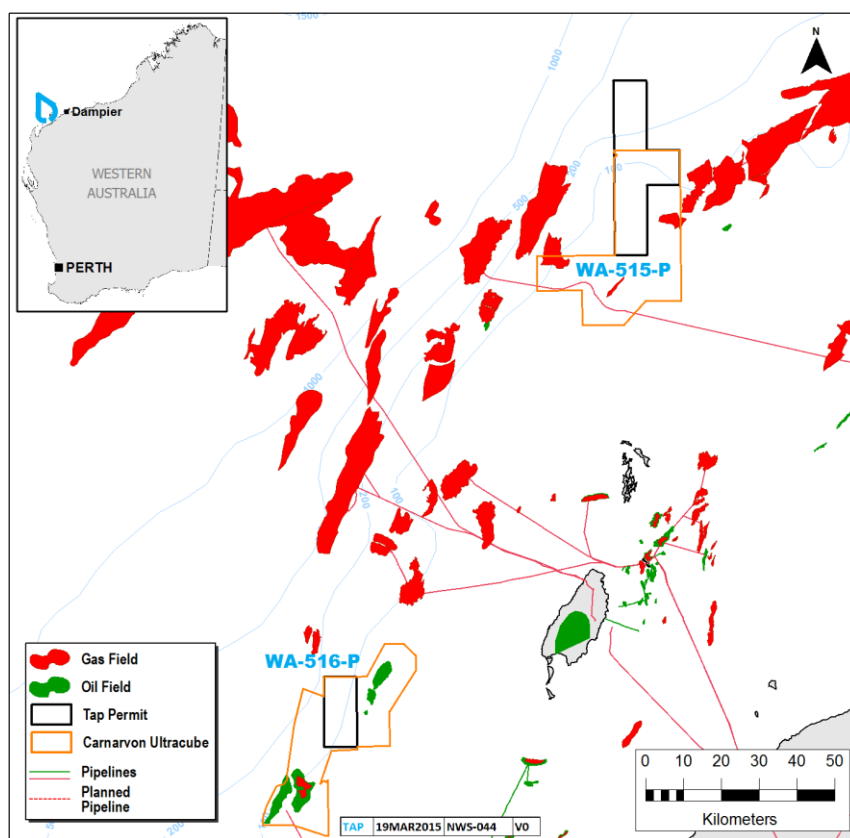 1500
1000
N
Dampier
WESTERN
AUSTRALIA
PERTH
200
500
100
WA-515-P
1000
100
200
WA-516-P
Gas Field
Oil Field
Tap Permit
Carnarvon Ultracube
Pipelines
Planned
Pipeline
200
0 10 20 30 40 50
Kilometers
TAP 19MAR2015 NWS-044 V0